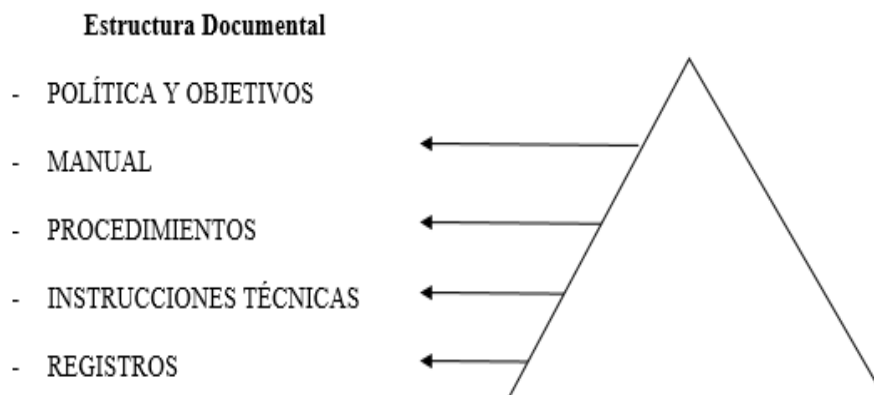 Estructura Documental
- POLÍTICA Y OBJETIVOS
- MANUAL
- PROCEDIMIENTOS
- INSTRUCCIONES TÉCNICAS
- REGISTROS